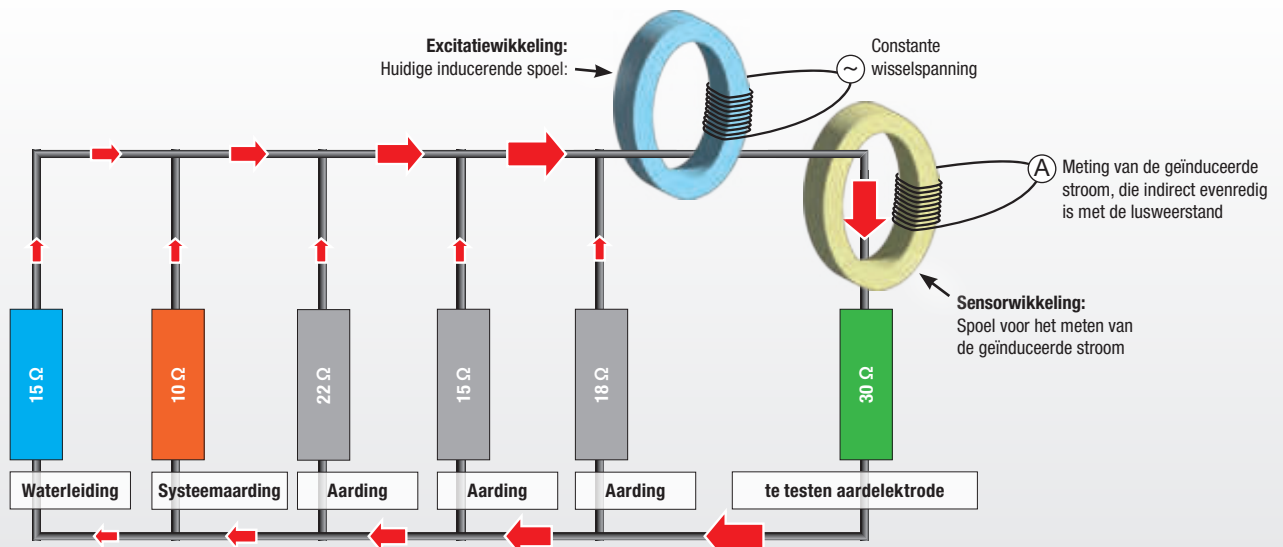 Excitatiewikkeling:
Huidige inducerende spoel:
Constante
wisselspanning
~
A
Meting van de geïnduceerde
stroom, die indirect evenredig
is met de lusweerstand
Sensorwikkeling:
Spoel voor het meten van
de geïnduceerde stroom
15 Ω
10 Ω
22 Ω
15 Ω
18 Ω
30 Ω
Waterleiding
Systeemaarding
Aarding
Aarding
Aarding
te testen aardelektrode